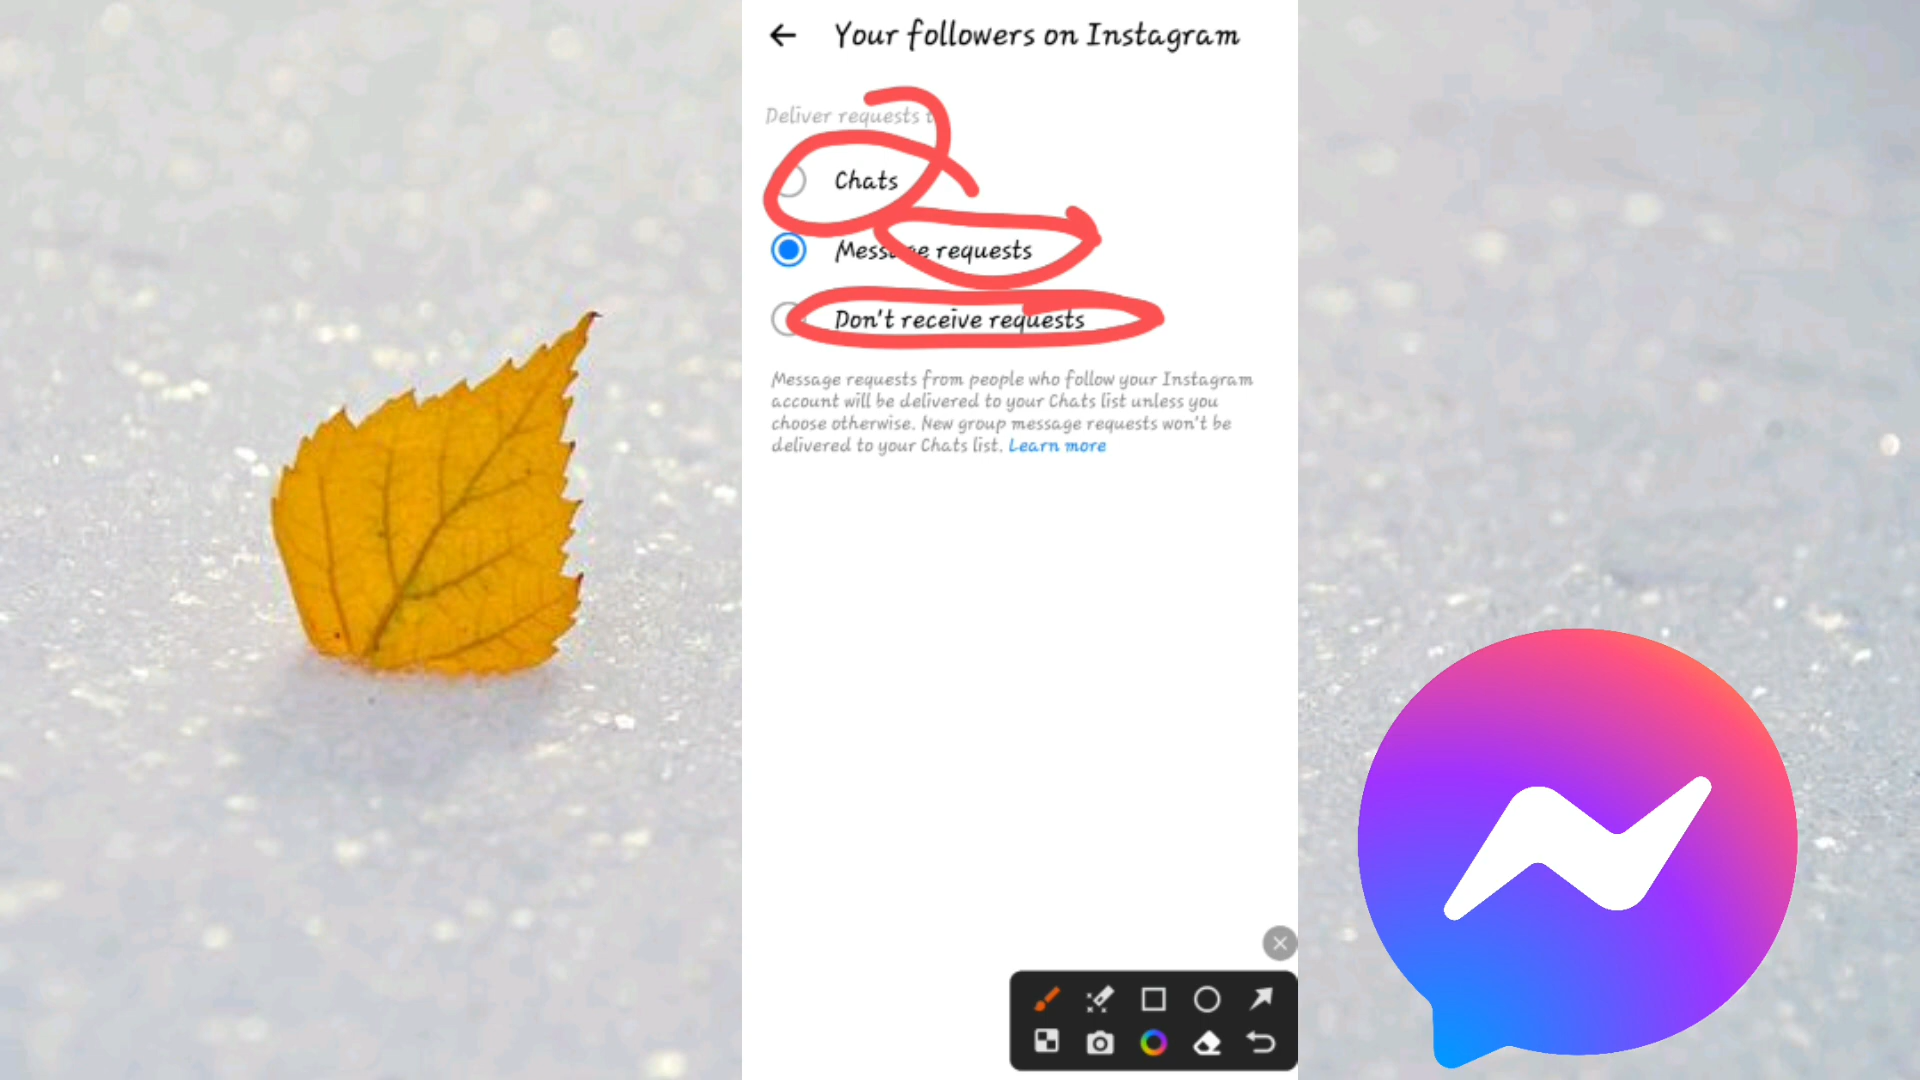 Your followers on Instagram
Deliver requests
Chats
Message requests
Don't receive requests
Message requests from people who follow your Instagram
account will be delivered to your Chats list unless you
choose otherwise. New group message requests won't be
delivered to your Chats list. Learn more